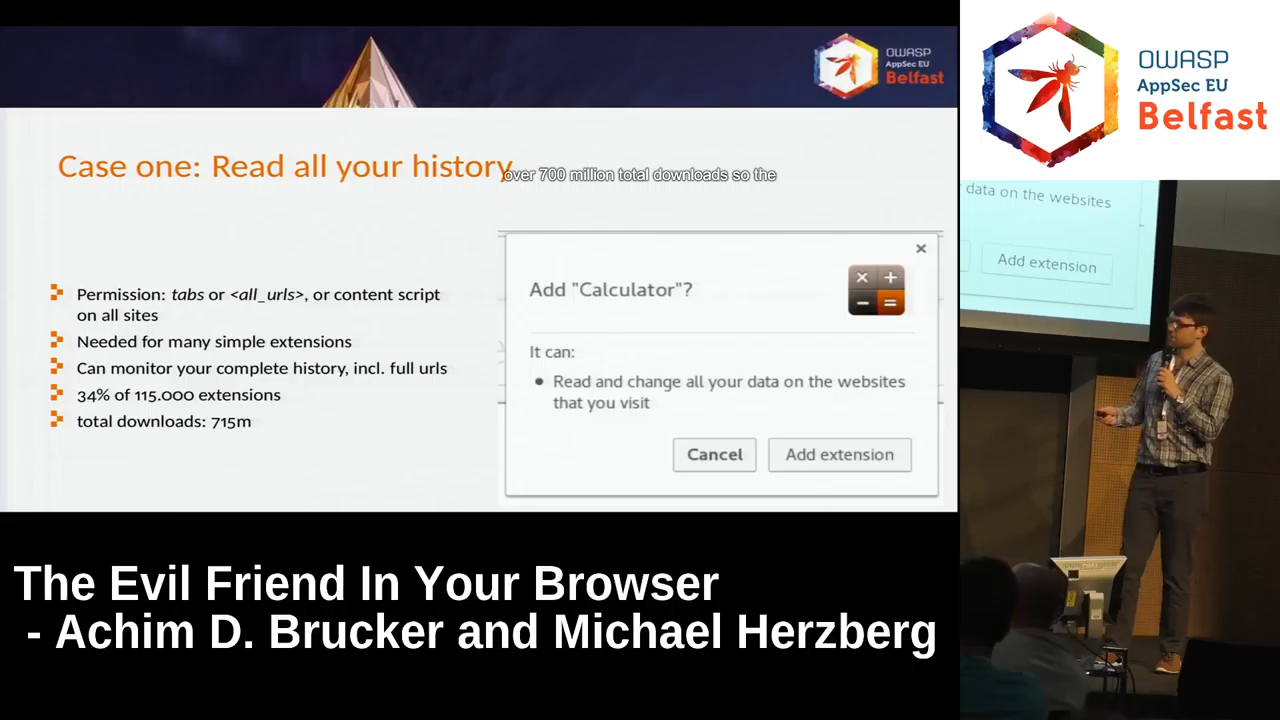 OWASP
AppSec EU
Belfast
Case one: Read all your history
over 700 million total downloads so the
Permission: tabs or <all_urls>, or content script
on all sites
Needed for many simple extensions
Can monitor your complete history, incl. full urls
34% of 115.000 extensions
total downloads: 715m
×
Add "Calculator"?
It can:
Read and change all your data on the websites
that you visit
Cancel
Add extension
OWASP
AppSec EU
Belfast
data on the websites
Add extension
The Evil Friend In Your Browser
- Achim D. Brucker and Michael Herzberg